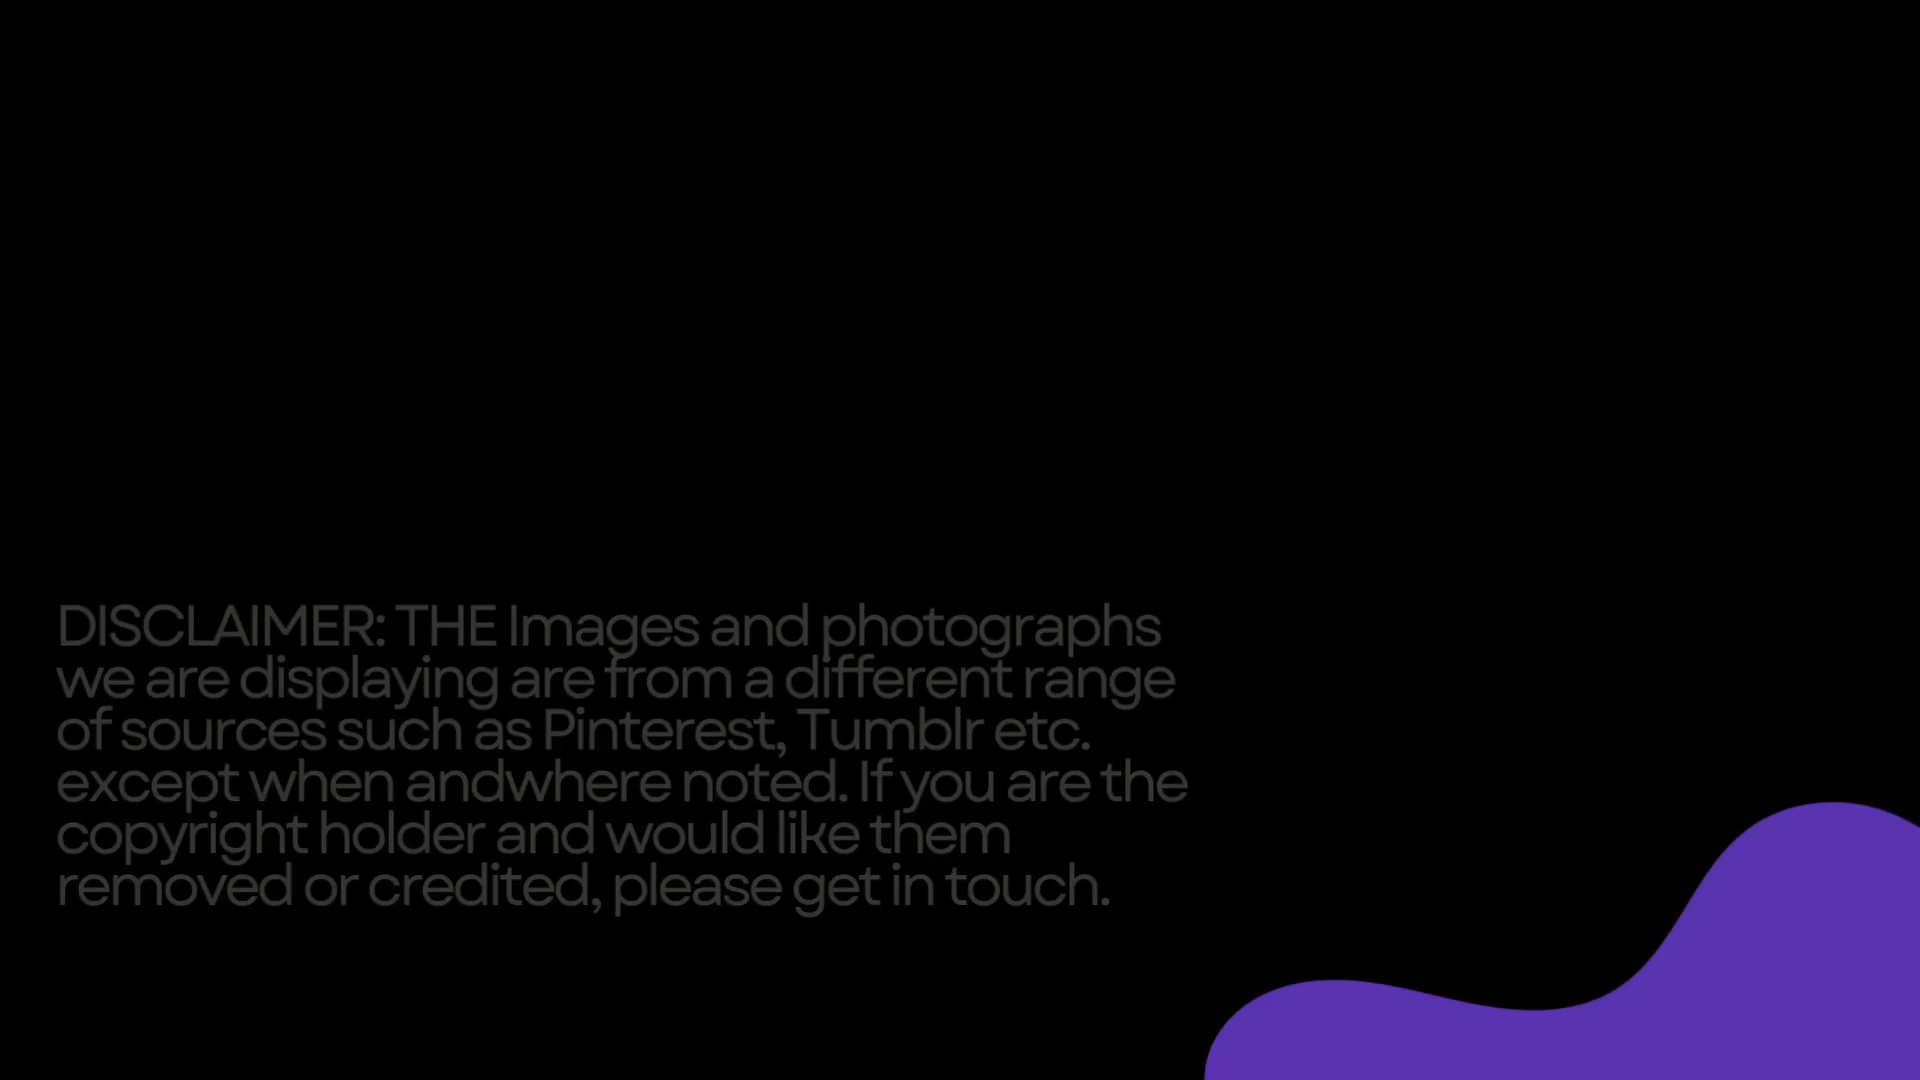 DISCLAIMER: THE Images and photographs
we are displaying are from a different range
of sources such as Pinterest, Tumblr etc.
except when andwhere noted. If you are the
copyright holder and would like them
removed or credited, please get in touch.